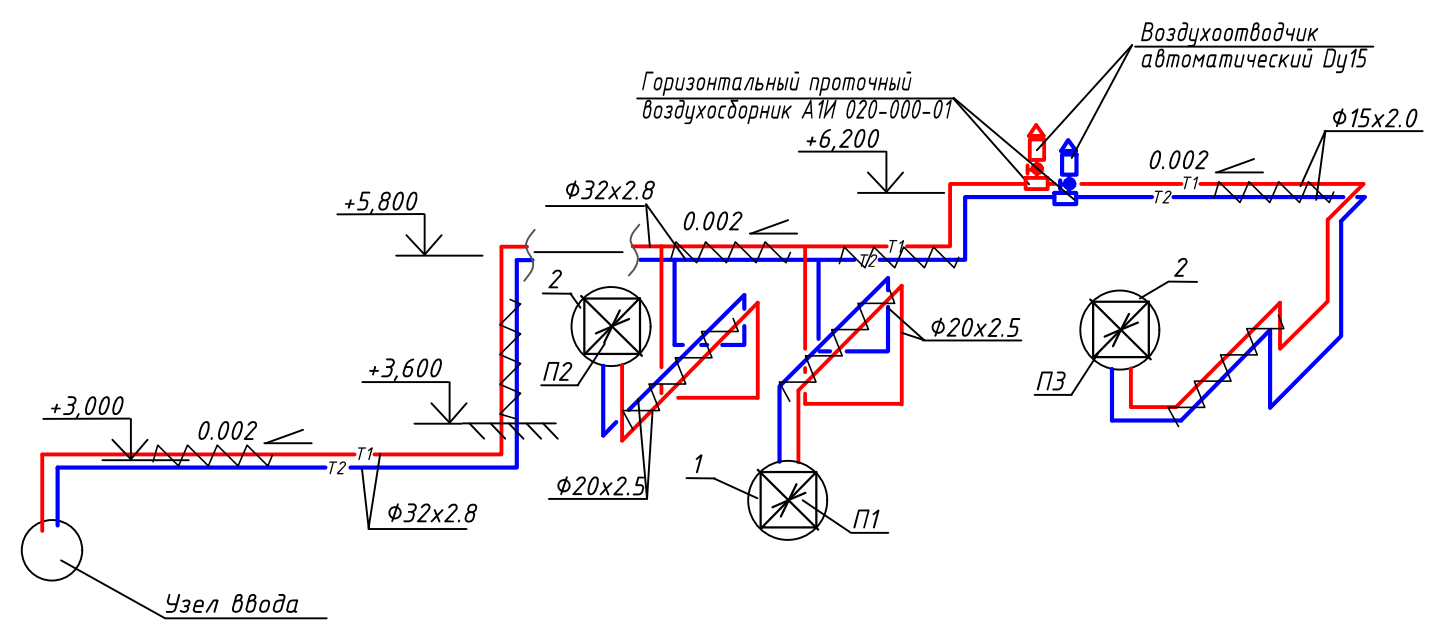 Воздухоотводчик
автоматический Dy15
Горизонтальный проточный
воздухосборник А1И 020-000-01
Ф15х2.0
+6,200
0.002
Т1
Т2
+5,800
Ф32х2.8
0.002
Т1
Т2
2
2
Ф20х2.5
П2
П3
+3,600
+3,000
0.002
Т1
Т2
1
Ф20х2.5
Ф32х2.8
П1
Узел ввода